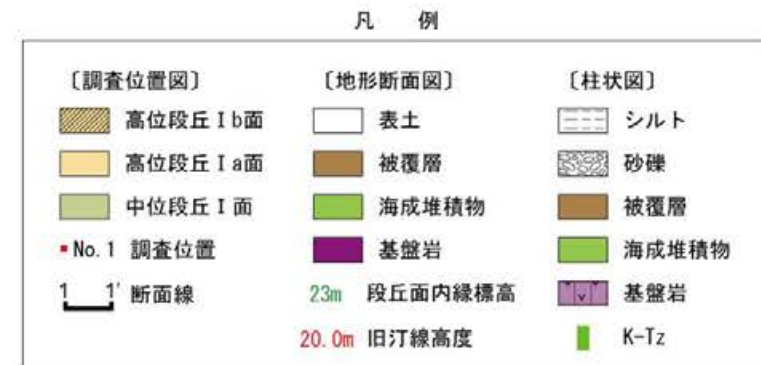 凡 例
〔調査位置図〕 〔地形断面図〕 〔柱状図〕
高位段丘Ⅰb面 表土 シルト
高位段丘Ⅰa面 被覆層 砂礫
中位段丘Ⅰ面 海成堆積物 被覆層
No. 1 調査位置 基盤岩 海成堆積物
1 1' 断面線 23m 段丘面内縁標高 基盤岩
20.0m 旧汀線高度 K-Tz